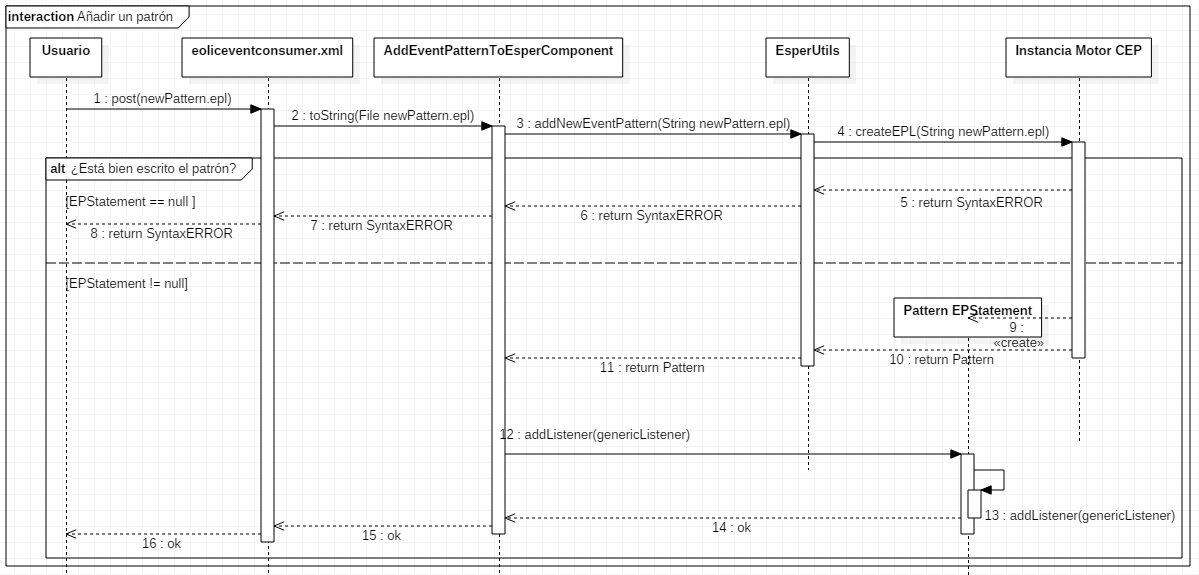 interaction Añadir un patrón
Usuario
eoliceventconsumer.xml
AddEventPatternToEsperComponent
EsperUtils
Instancia Motor CEP
1 : post(newPattern.epl)
2 : toString(File newPattern.epl)
3 : addNewEventPattern(String newPattern.epl)
4 : createEPL(String newPattern.epl)
alt ¿Está bien escrito el patrón?
[EPStatement == null ]
5 : return SyntaxERROR
6 : return SyntaxERROR
7 : return SyntaxERROR
8 : return SyntaxERROR
[EPStatement != null]
Pattern EPStatement
9 :
«create»
10 : return Pattern
11 : return Pattern
12 : addListener(genericListener)
13 : addListener(genericListener)
14 : ok
15 : ok
16 : ok